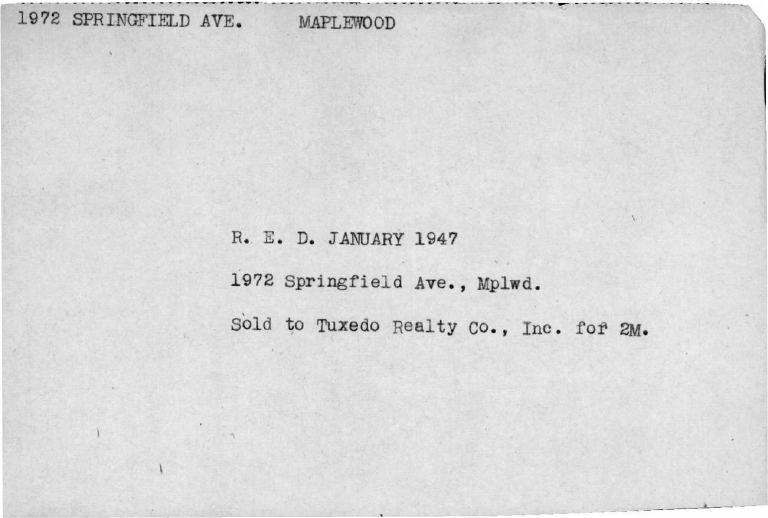 1972 SPRINGFIELD AVE. MAPLEWOOD
R. E. D. JANUARY 1947
1972 Springfield Ave., Mplwd.
Sold to Tuxedo Realty Co., Inc. for 2M.